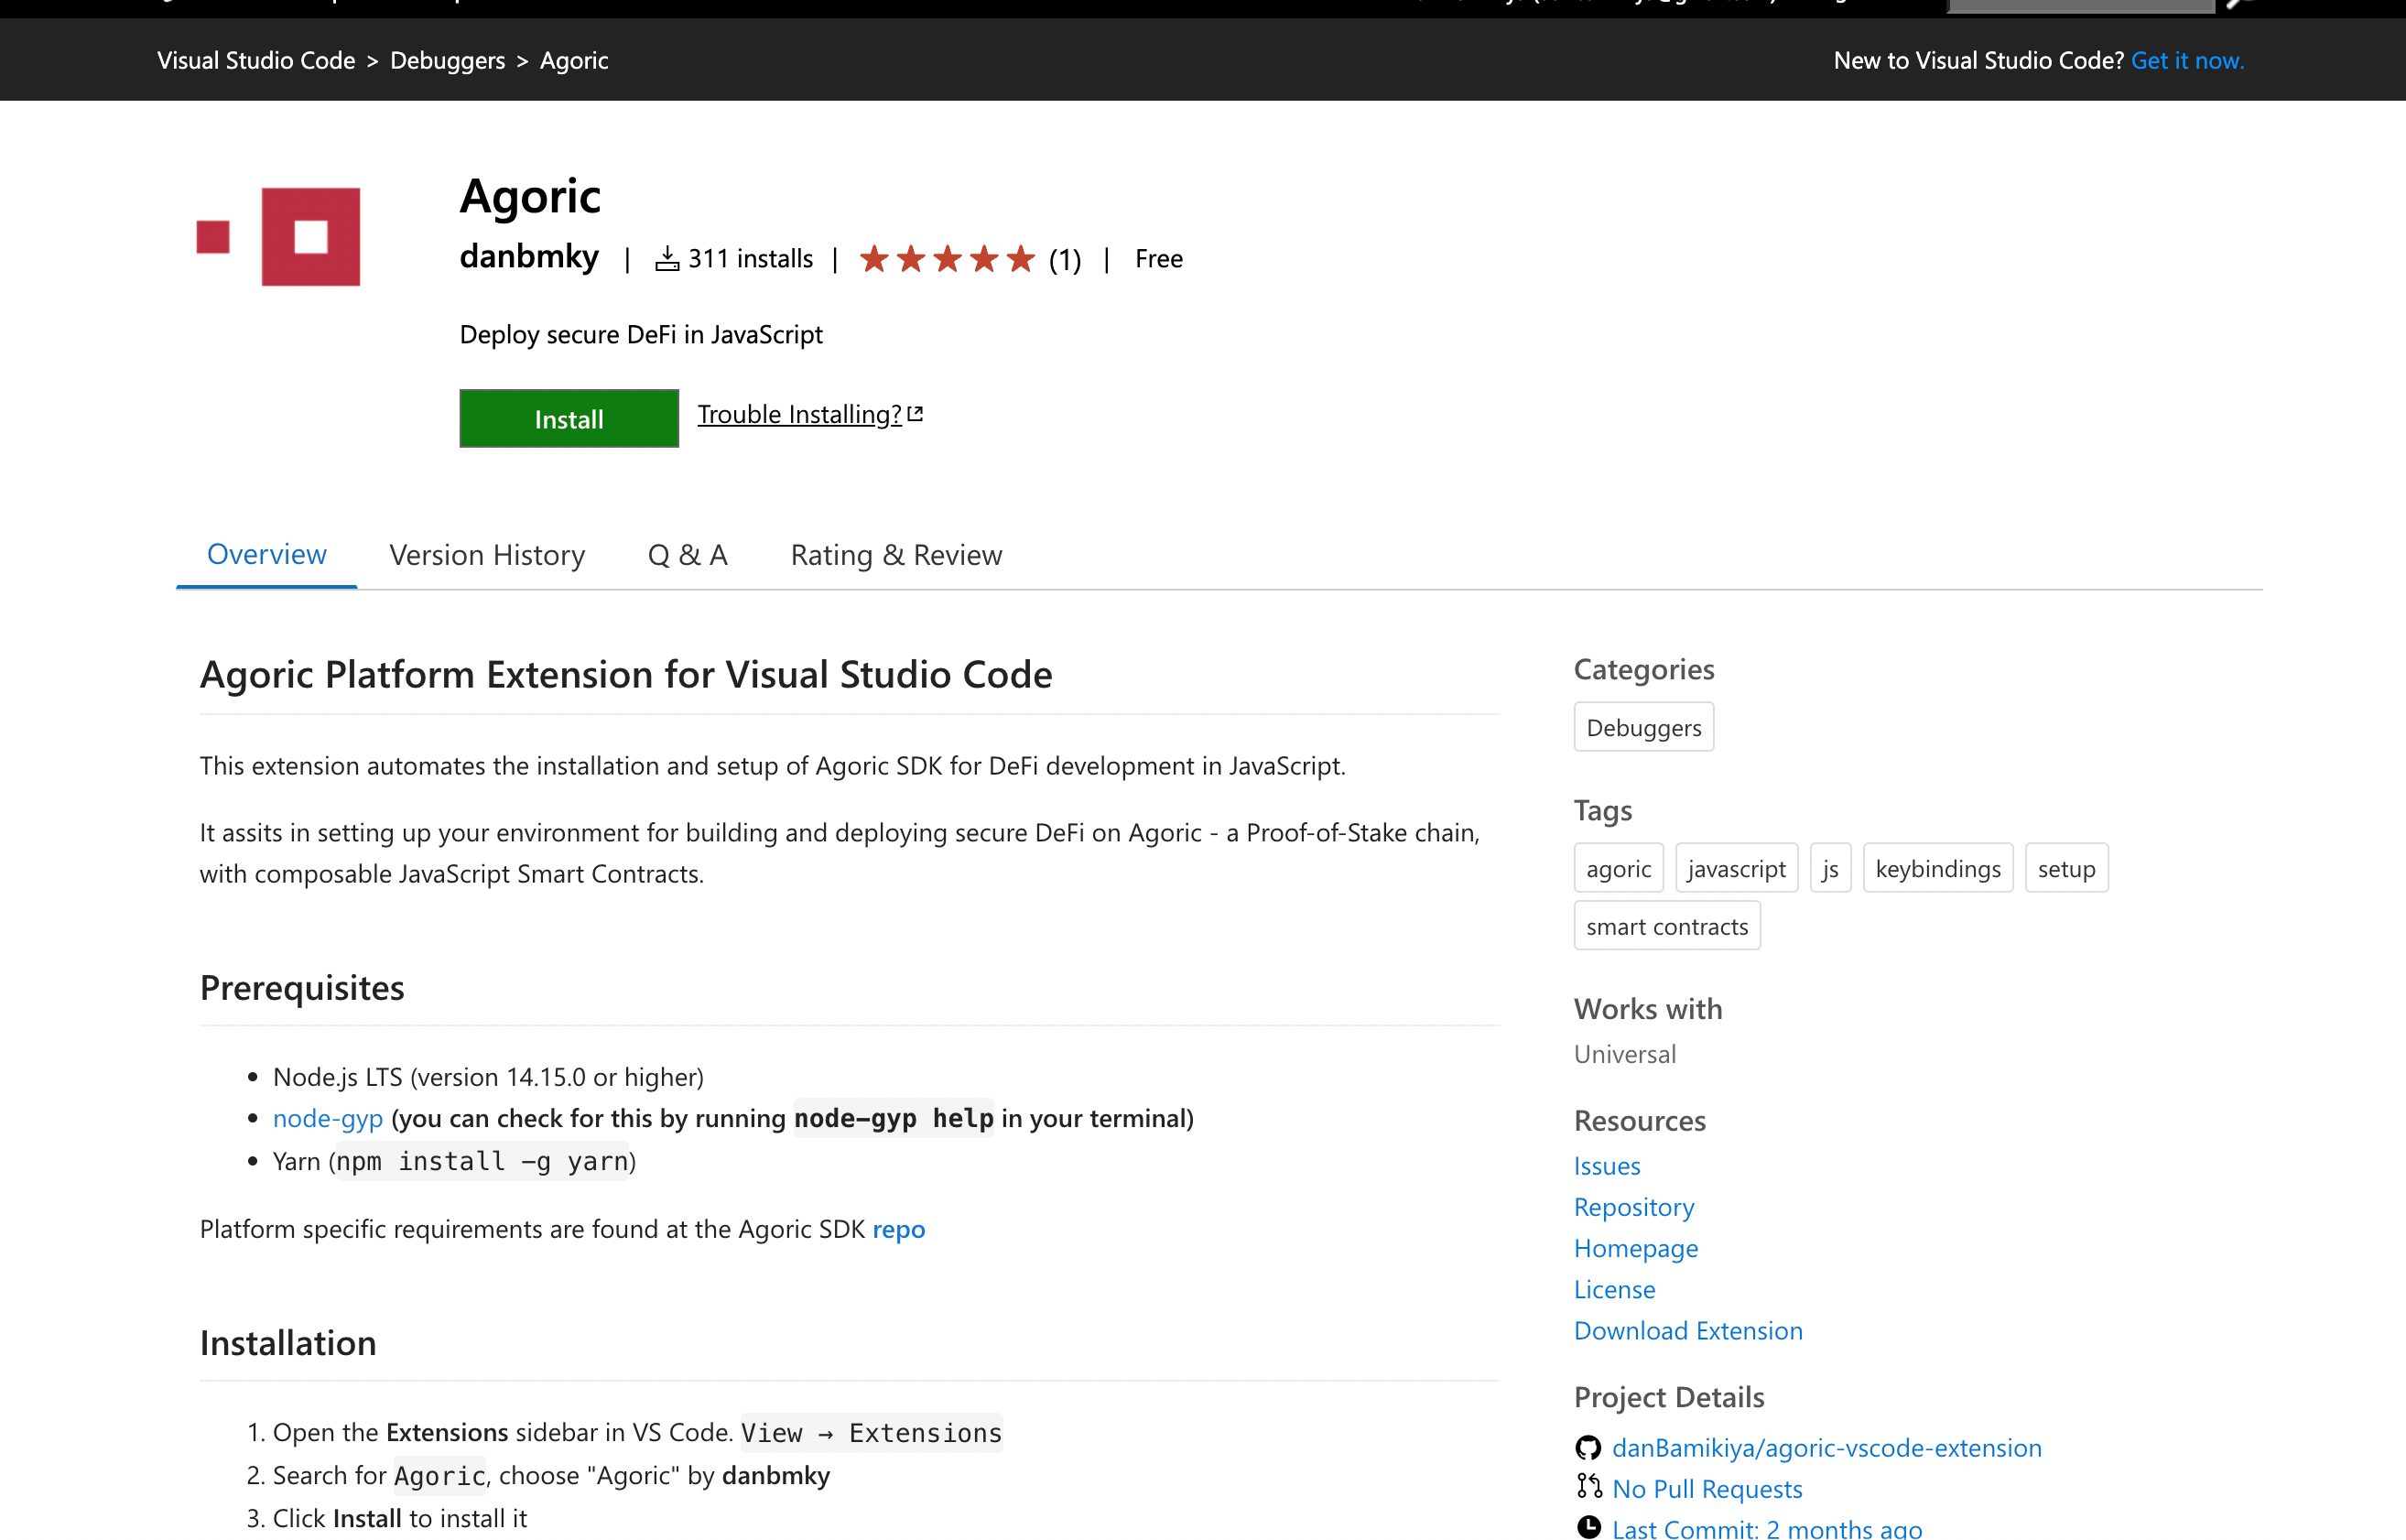 Visual Studio Code > Debuggers > Agoric
New to Visual Studio Code? Get it now.
Agoric
danbmky | 311 installs | (1) | Free
Deploy secure DeFi in JavaScript
Install Trouble Installing?
Overview Version History Q & A Rating & Review
Agoric Platform Extension for Visual Studio Code
This extension automates the installation and setup of Agoric SDK for DeFi development in JavaScript.
It assits in setting up your environment for building and deploying secure DeFi on Agoric - a Proof-of-Stake chain,
with composable JavaScript Smart Contracts.
Prerequisites
• Node.js LTS (version 14.15.0 or higher)
• node-gyp (you can check for this by running node-gyp help in your terminal)
• Yarn (npm install -g yarn)
Platform specific requirements are found at the Agoric SDK repo
Installation
1. Open the Extensions sidebar in VS Code. View → Extensions
2. Search for Agoric, choose "Agoric" by danbmky
3. Click Install to install it
Categories
Debuggers
Tags
agoric javascript js keybindings setup
smart contracts
Works with
Universal
Resources
Issues
Repository
Homepage
License
Download Extension
Project Details
danBamikiya/agoric-vscode-extension
No Pull Requests
Last Commit: 2 months ago